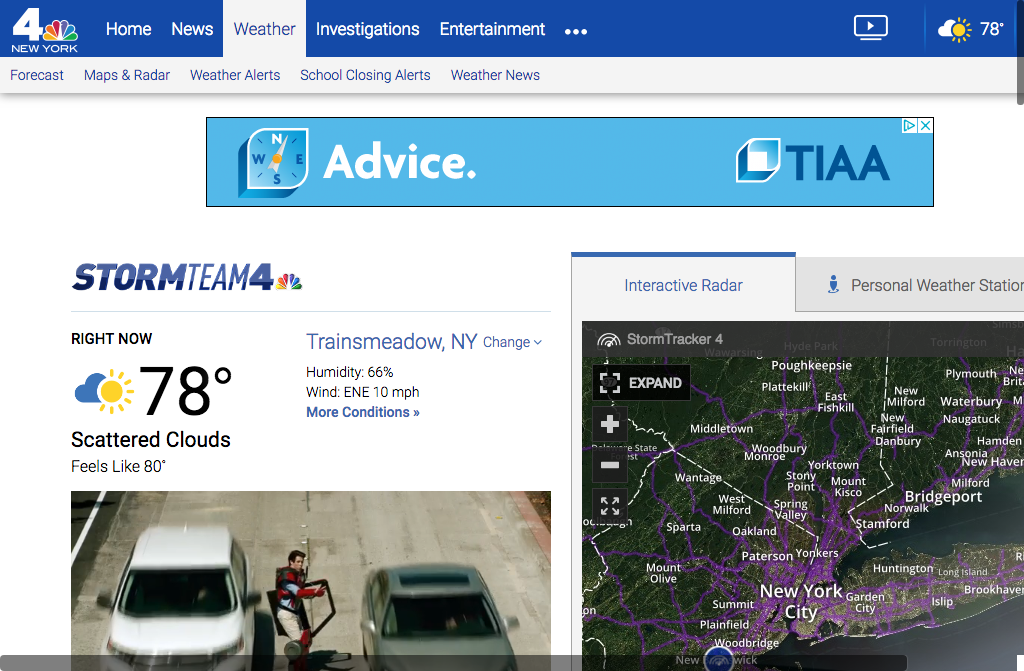 4
NEW YORK
Home
News
Weather
Investigations
Entertainment
78°
Forecast
Maps & Radar
Weather Alerts
School Closing Alerts
Weather News
N
W
E
S
Advice.
TIAA
STORMTEAM4
RIGHT NOW
78°
Scattered Clouds
Feels Like 80°
Trainsmeadow, NY
Change
Humidity: 66%
Wind: ENE 10 mph
More Conditions »
Interactive Radar
Personal Weather Station
StormTracker 4
EXPAND
Wawarsing
Hyde Park
Torrington
Poughkeepsie
Plymouth
Plattekill
East
Fishkill
New
Milford
Waterbury
Naugatuck
New
Fairfield
Danbury
Middletown
Hamden
Delaware State
Forest
Woodbury
Monroe
Ansonia
New Haven
Yorktown
Wantage
Stony
Point
Mount
Kisco
Milford
Bridgeport
West
Milford
Spring
Valley
Norwalk
Stamford
Sparta
Oakland
Paterson
Yonkers
Mount
Olive
Huntington
Long Island
Brookhaven
New York
City
Garden
City
Islip
Summit
Plainfield
Woodbridge